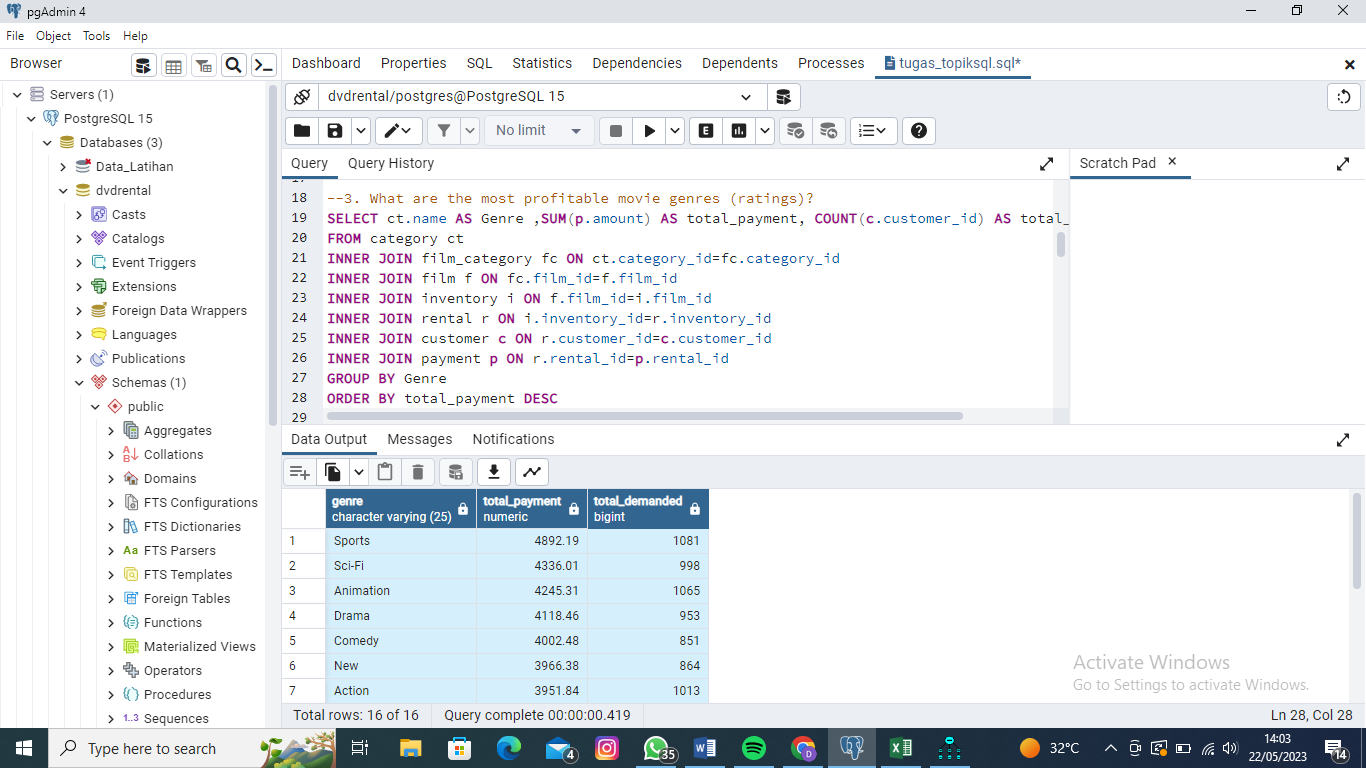 pgAdmin 4
File Object Tools Help
Browser
Dashboard Properties SQL Statistics Dependencies Dependents Processes tugas_topiksql.sql*
Servers (1)
PostgreSQL 15
Databases (3)
Data_Latihan
dvdrental
Casts
Catalogs
Event Triggers
Extensions
Foreign Data Wrappers
Languages
Publications
Schemas (1)
public
Aggregates
Collations
Domains
FTS Configurations
FTS Dictionaries
Aa FTS Parsers
FTS Templates
Foreign Tables
Functions
Materialized Views
Operators
Procedures
1..3 Sequences
dvdrental/postgres@PostgreSQL 15
No limit
E
Query Query History
Scratch Pad
18 --3. What are the most profitable movie genres (ratings)?
19 SELECT ct.name AS Genre ,SUM(p.amount) AS total_payment, COUNT(c.customer_id) AS total_
20 FROM category ct
21 INNER JOIN film_category fc ON ct.category_id=fc.category_id
22 INNER JOIN film f ON fc.film_id=f.film_id
23 INNER JOIN inventory i ON f.film_id=i.film_id
24 INNER JOIN rental r ON i.inventory_id=r.inventory_id
25 INNER JOIN customer c ON r.customer_id=c.customer_id
26 INNER JOIN payment p ON r.rental_id=p.rental_id
27 GROUP BY Genre
28 ORDER BY total_payment DESC
29
Data Output Messages Notifications
genre total_payment total_demanded
character varying (25) numeric bigint
1 Sports 4892.19 1081
2 Sci-Fi 4336.01 998
3 Animation 4245.31 1065
4 Drama 4118.46 953
5 Comedy 4002.48 851
6 New 3966.38 864
7 Action 3951.84 1013
Activate Windows
Go to Settings to activate Windows.
Total rows: 16 of 16 Query complete 00:00:00.419 Ln 28, Col 28
Type here to search
4
35
32°C
14:03
22/05/2023
14